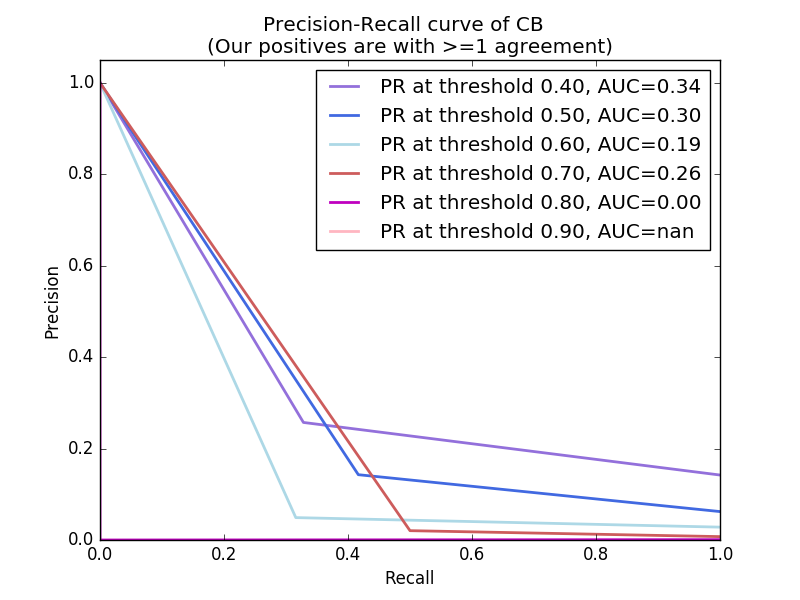 Precision-Recall curve of CB
(Our positives are with >=1 agreement)
PR at threshold 0.40, AUC=0.34
PR at threshold 0.50, AUC=0.30
PR at threshold 0.60, AUC=0.19
PR at threshold 0.70, AUC=0.26
PR at threshold 0.80, AUC=0.00
PR at threshold 0.90, AUC=nan
Precision
1.0
0.8
0.6
0.4
0.2
0.0
0.0 0.2 0.4 0.6 0.8 1.0
Recall